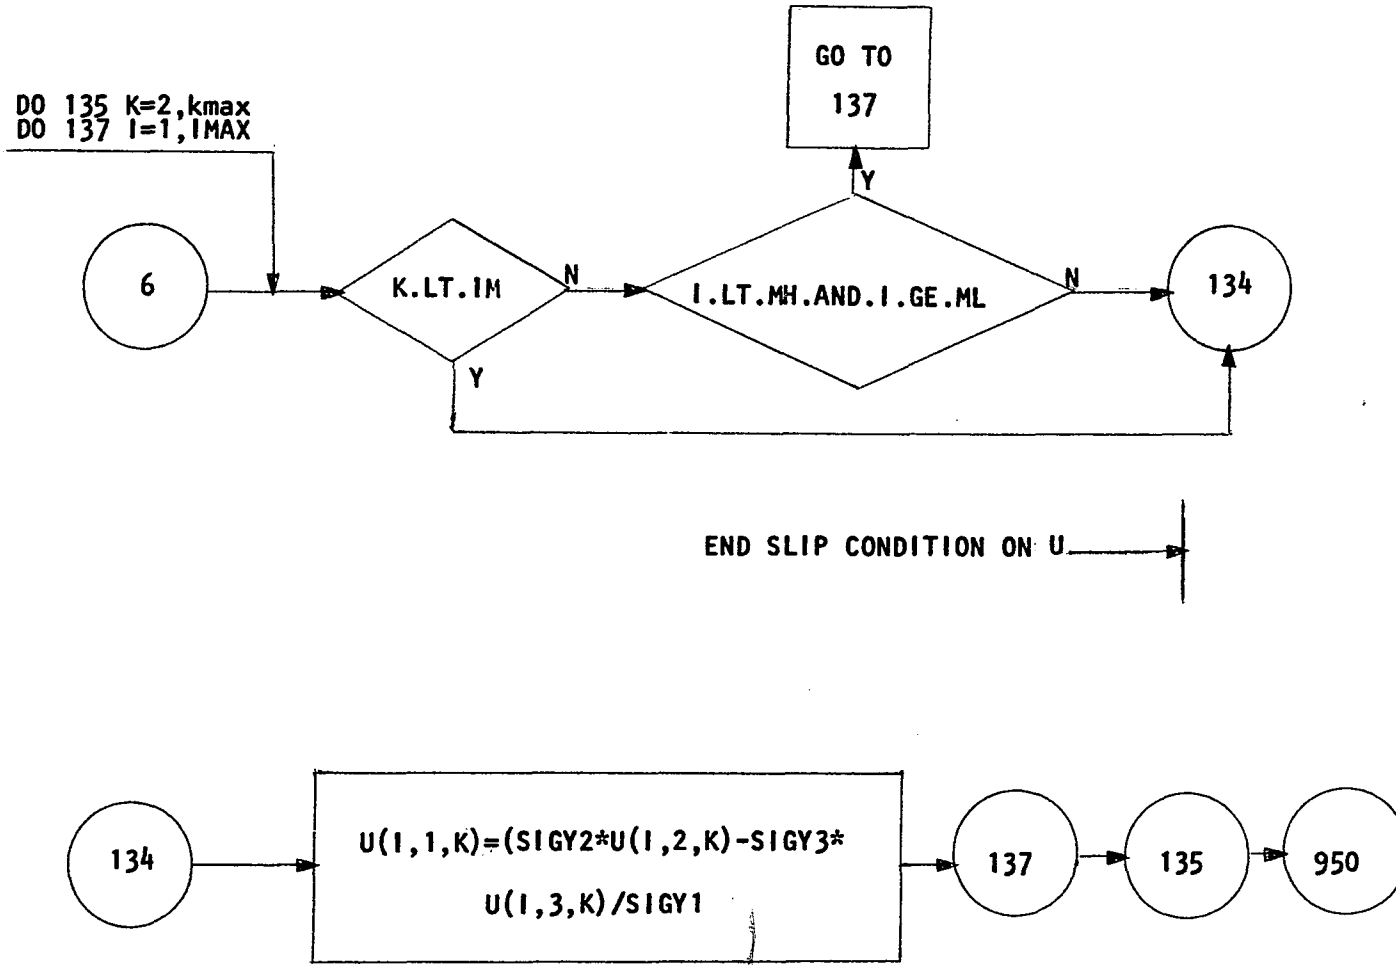 GO TO
137
DO 135 K=2,kmax
DO 137 I=1,IMAX
Y
6
K.LT.IM
N
I.LT.MH.AND.I.GE.ML
N
134
Y
END SLIP CONDITION ON U
134
U(I,1,K)=(SIGY2*U(I,2,K)-SIGY3*
U(I,3,K)/SIGY1
137
135
950